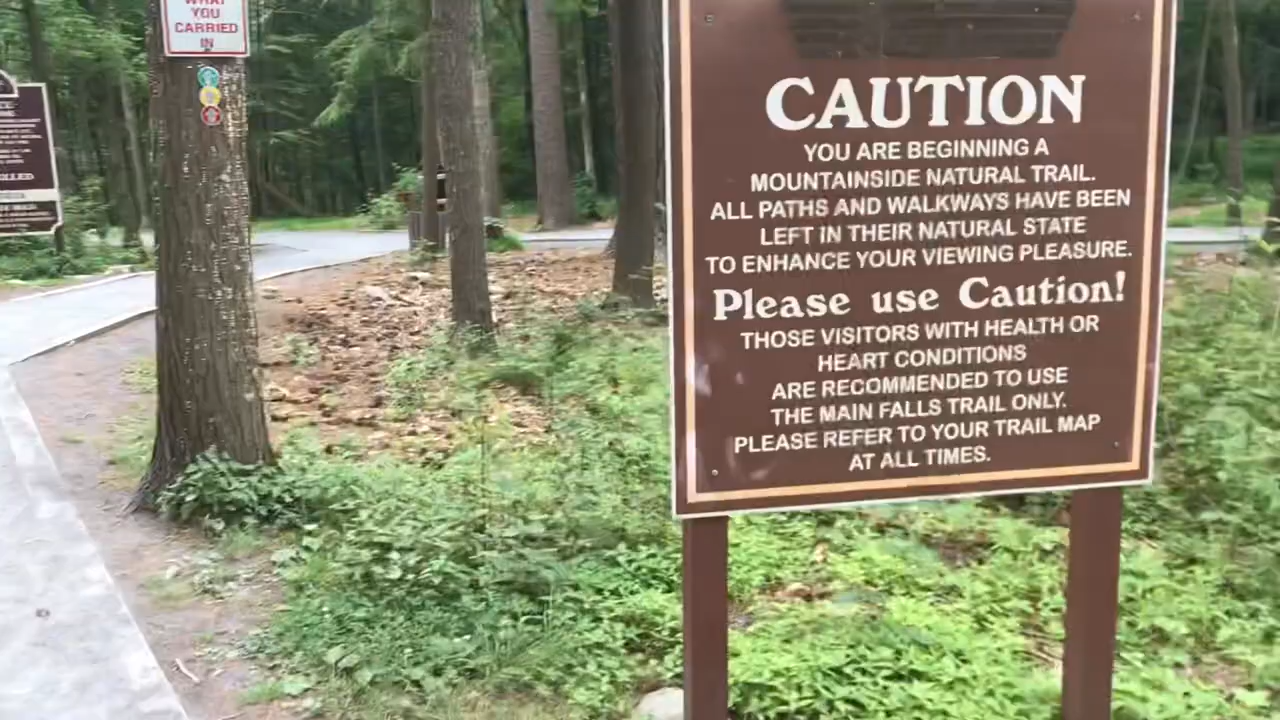 WHAT
YOU
CARRIED
IN
CAUTION
YOU ARE BEGINNING A
MOUNTAINSIDE NATURAL TRAIL.
ALL PATHS AND WALKWAYS HAVE BEEN
LEFT IN THEIR NATURAL STATE
TO ENHANCE YOUR VIEWING PLEASURE.
Please use Caution!
THOSE VISITORS WITH HEALTH OR
HEART CONDITIONS
ARE RECOMMENDED TO USE
THE MAIN FALLS TRAIL ONLY.
PLEASE REFER TO YOUR TRAIL MAP
AT ALL TIMES.